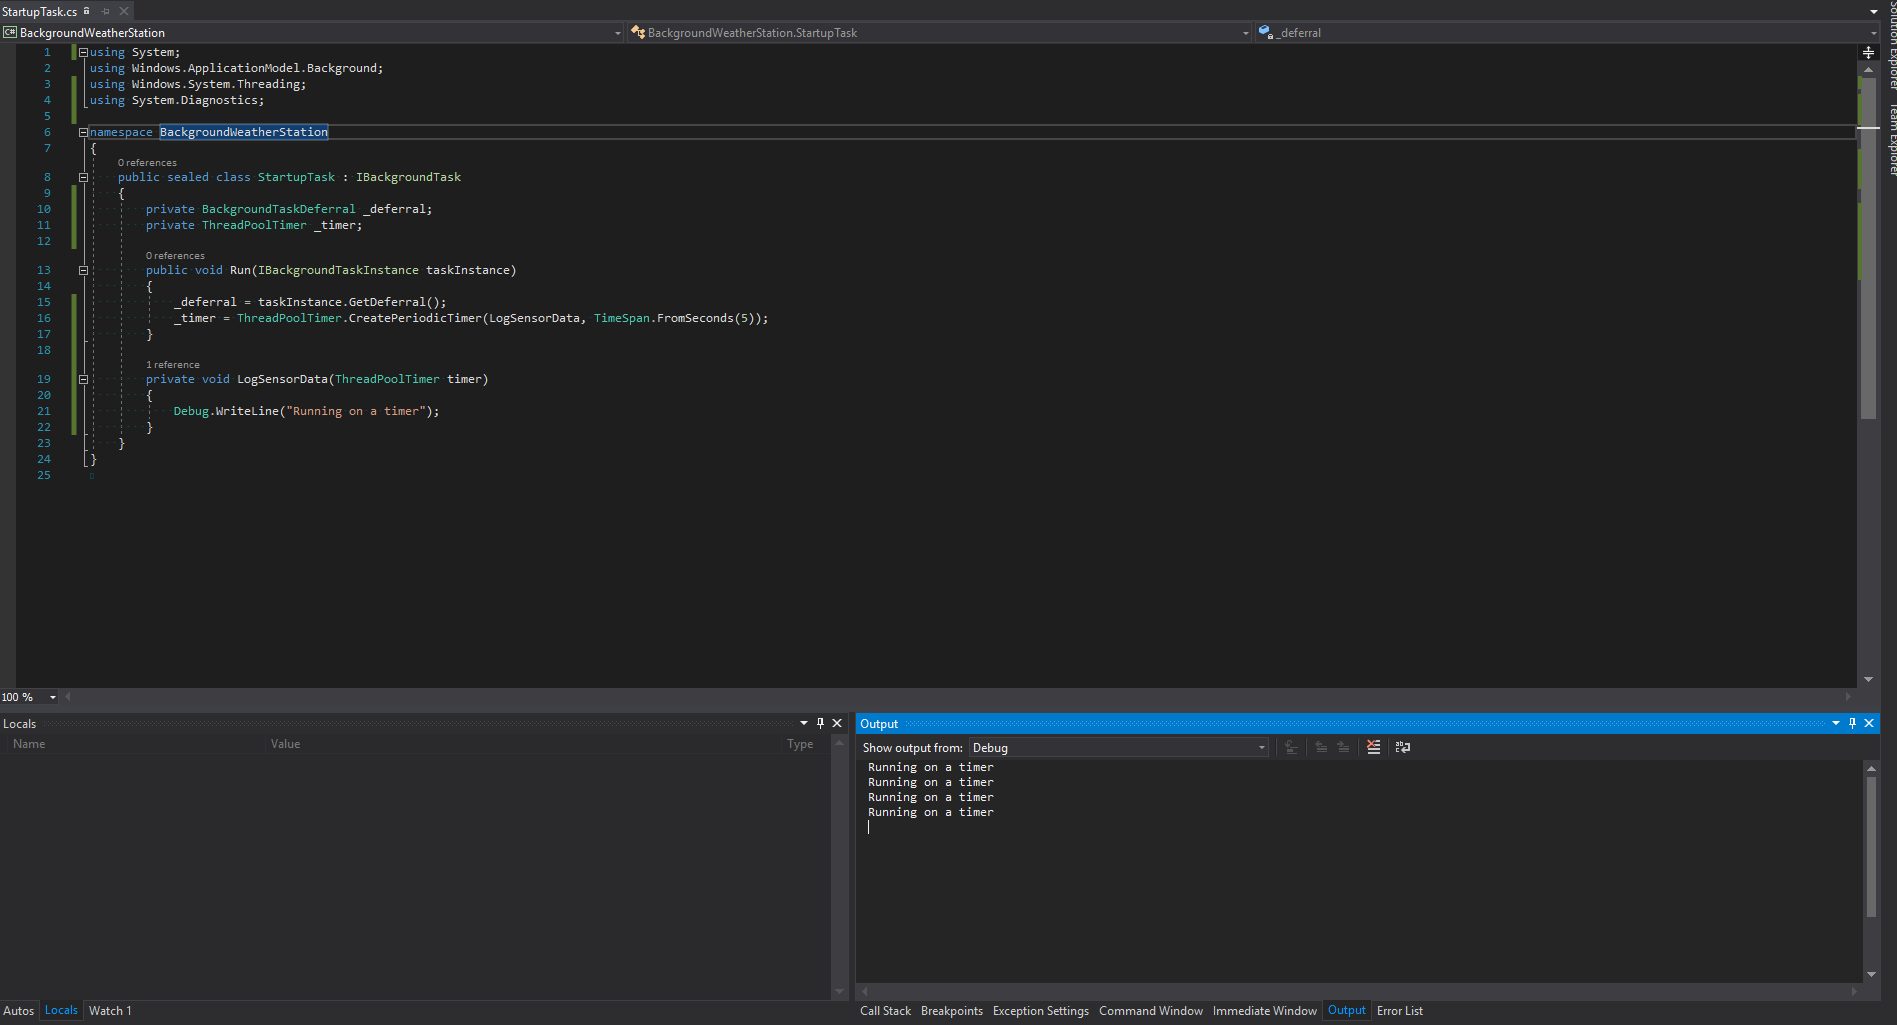 StartupTask.cs
BackgroundWeatherStation
BackgroundWeatherStation.StartupTask
_deferral
Solution Explorer
Team Explorer
1 using System;
2 using Windows.ApplicationModel.Background;
3 using Windows.System.Threading;
4 using System.Diagnostics;
5
6 namespace BackgroundWeatherStation
7 {
0 references
8 public sealed class StartupTask : IBackgroundTask
9 {
10 private BackgroundTaskDeferral _deferral;
11 private ThreadPoolTimer _timer;
12
0 references
13 public void Run(IBackgroundTaskInstance taskInstance)
14 {
15 _deferral = taskInstance.GetDeferral();
16 _timer = ThreadPoolTimer.CreatePeriodicTimer(LogSensorData, TimeSpan.FromSeconds(5));
17 }
18
1 reference
19 private void LogSensorData(ThreadPoolTimer timer)
20 {
21 Debug.WriteLine("Running on a timer");
22 }
23 }
24 }
25
100 %
Locals
Name Value Type
Autos Locals Watch 1
Output
Show output from: Debug
Running on a timer
Running on a timer
Running on a timer
Running on a timer
Call Stack Breakpoints Exception Settings Command Window Immediate Window Output Error List